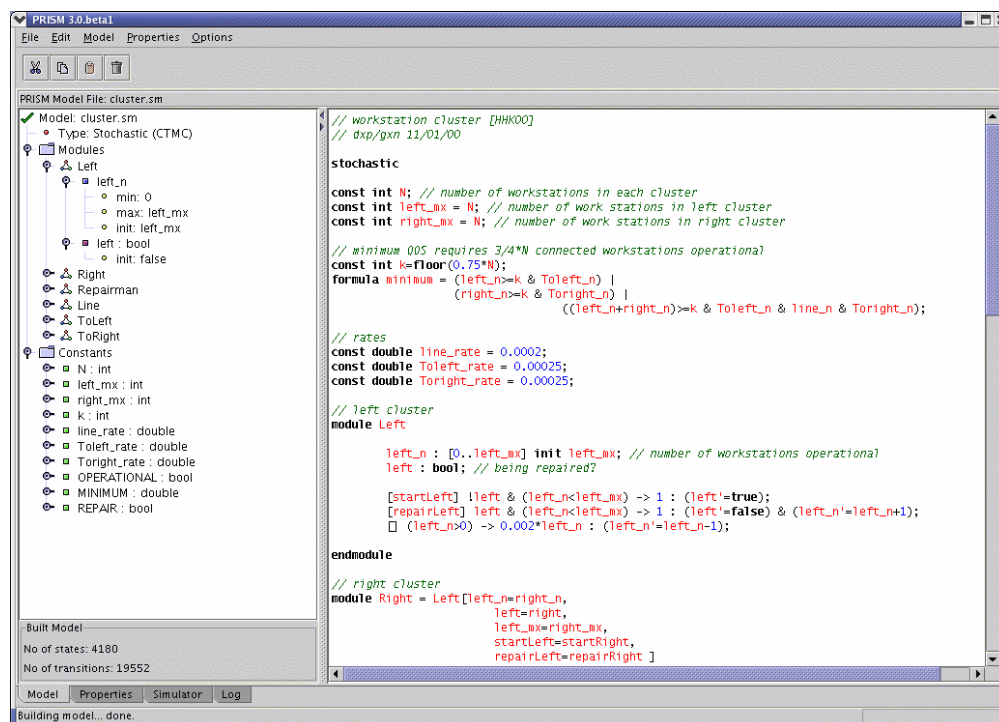 PRISM 3.0.beta1
File Edit Model Properties Options
PRISM Model File: cluster.sm
Model: cluster.sm
Type: Stochastic (CTMC)
Modules
Left
left_n
min: 0
max: left_mx
init: left_mx
left : bool
init: false
Right
Repairman
Line
ToLeft
ToRight
Constants
N : int
left_mx : int
right_mx : int
k : int
line_rate : double
Toleft_rate : double
Toright_rate : double
OPERATIONAL : bool
MINIMUM : double
REPAIR : bool
Built Model
No of states: 4180
No of transitions: 19552
// workstation cluster [HHK00]
// dxp/gxn 11/01/00
stochastic
const int N; // number of workstations in each cluster
const int left_mx = N; // number of work stations in left cluster
const int right_mx = N; // number of work stations in right cluster
// minimum QOS requires 3/4*N connected workstations operational
const int k=floor(0.75*N);
formula minimum = (left_n>=k & Toleft_n) |
(right_n>=k & Toright_n) |
((left_n+right_n)>=k & Toleft_n & line_n & Toright_n);
// rates
const double line_rate = 0.0002;
const double Toleft_rate = 0.00025;
const double Toright_rate = 0.00025;
// left cluster
module Left
left_n : [0..left_mx] init left_mx; // number of workstations operational
left : bool; // being repaired?
[startLeft] !left & (left_n<left_mx) -> 1 : (left'=true);
[repairLeft] left & (left_n<left_mx) -> 1 : (left'=false) & (left_n'=left_n+1);
[] (left_n>0) -> 0.002*left_n : (left_n'=left_n-1);
endmodule
// right cluster
module Right = Left[left_n=right_n,
left=right,
left_mx=right_mx,
startLeft=startRight,
repairLeft=repairRight ]
Model Properties Simulator Log
Building model... done.